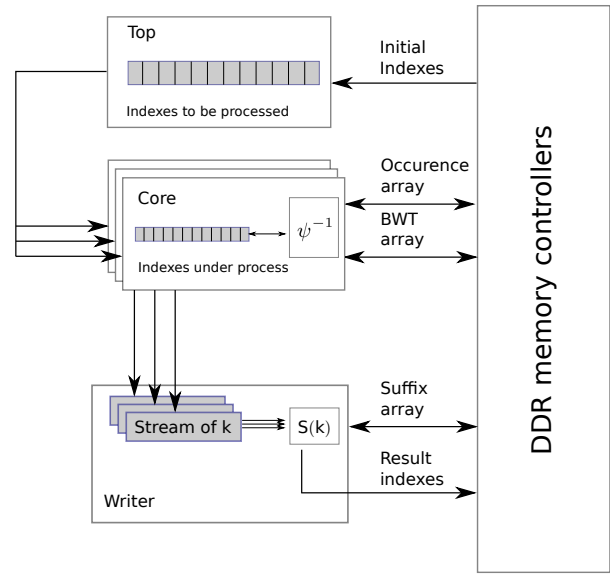 Top
Indexes to be processed
Initial
Indexes
Core
ψ⁻¹
Indexes under process
Occurence
array
BWT
array
Stream of k
S(k)
Writer
Suffix
array
Result
indexes
DDR memory controllers